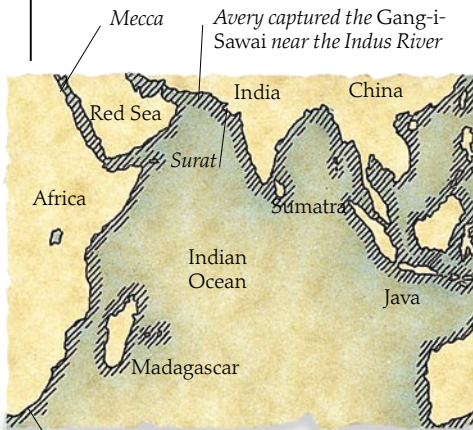 Mecca
Avery captured the Gang-i-
Sawai near the Indus River
India
China
Red Sea
Surat
Africa
Sumatra
Indian
Ocean
Java
Madagascar